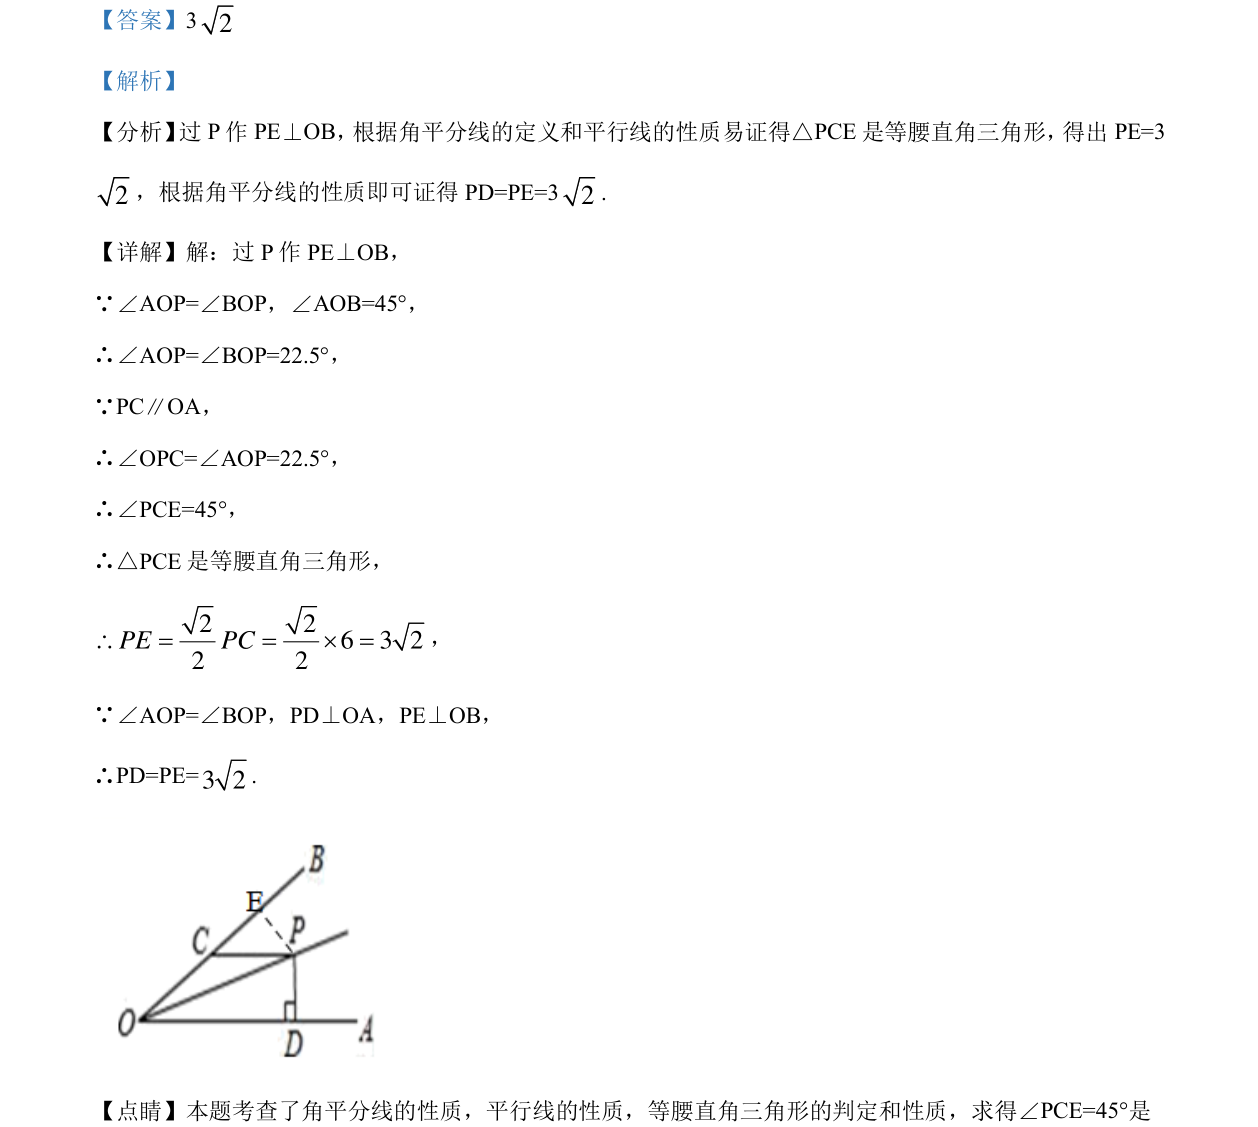 【答案】3√2
【解析】
【分析】过 P 作 PE⊥OB，根据角平分线的定义和平行线的性质易证得△PCE 是等腰直角三角形，得出 PE=3
√2，根据角平分线的性质即可证得 PD=PE=3√2.
【详解】解：过 P 作 PE⊥OB，
∵∠AOP=∠BOP，∠AOB=45°，
∴∠AOP=∠BOP=22.5°，
∵PC∥OA，
∴∠OPC=∠AOP=22.5°，
∴∠PCE=45°，
∴△PCE 是等腰直角三角形，
∴PE = √2/2 PC = √2/2 ×6 = 3√2，
∵∠AOP=∠BOP，PD⊥OA，PE⊥OB，
∴PD=PE=3√2.
B
E
P
C
O
D
A
【点睛】本题考查了角平分线的性质，平行线的性质，等腰直角三角形的判定和性质，求得∠PCE=45°是